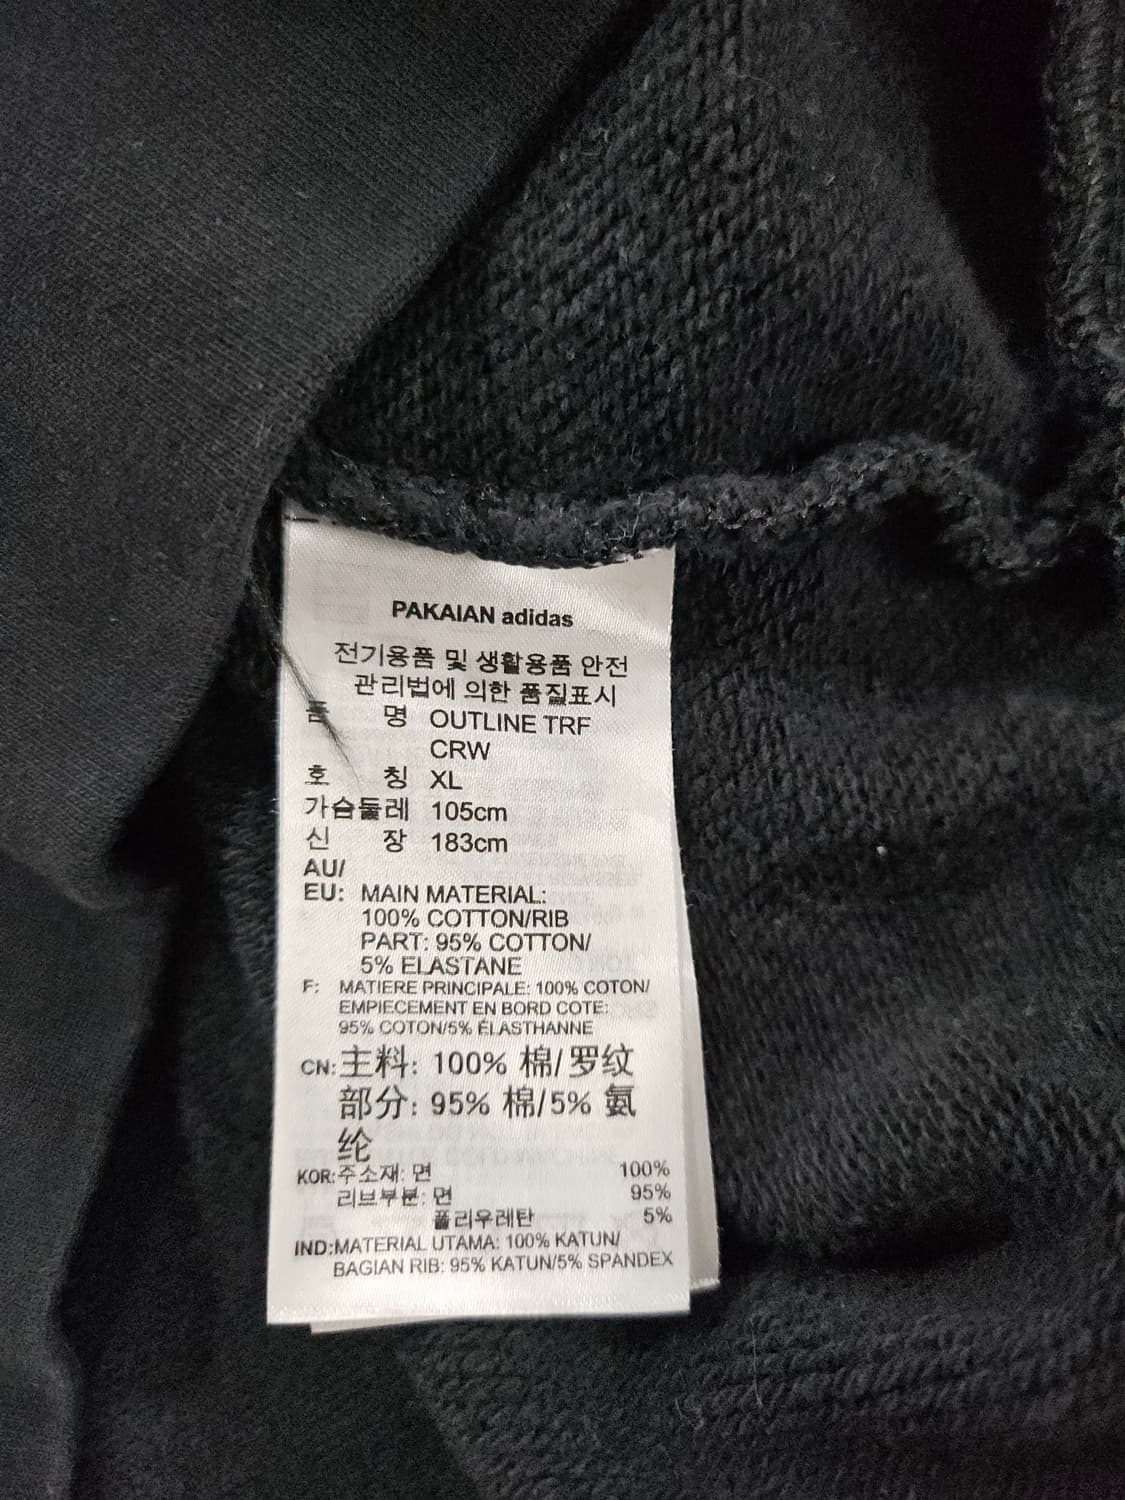 PAKAIAN adidas
전기용품 및 생활용품 안전
관리법에 의한 품질표시
품 명 OUTLINE TRF
CRW
호 칭 XL
가슴둘레 105cm
신 장 183cm
AU/
EU: MAIN MATERIAL:
100% COTTON/RIB
PART: 95% COTTON/
5% ELASTANE
F: MATIERE PRINCIPALE: 100% COTON/
EMPIECEMENT EN BORD COTE:
95% COTON/5% ÉLASTHANNE
CN: 主料: 100% 棉/罗纹
部分: 95% 棉/5% 氨
纶
KOR: 주소재: 면 100%
리브부분: 면 95%
폴리우레탄 5%
IND: MATERIAL UTAMA: 100% KATUN/
BAGIAN RIB: 95% KATUN/5% SPANDEX